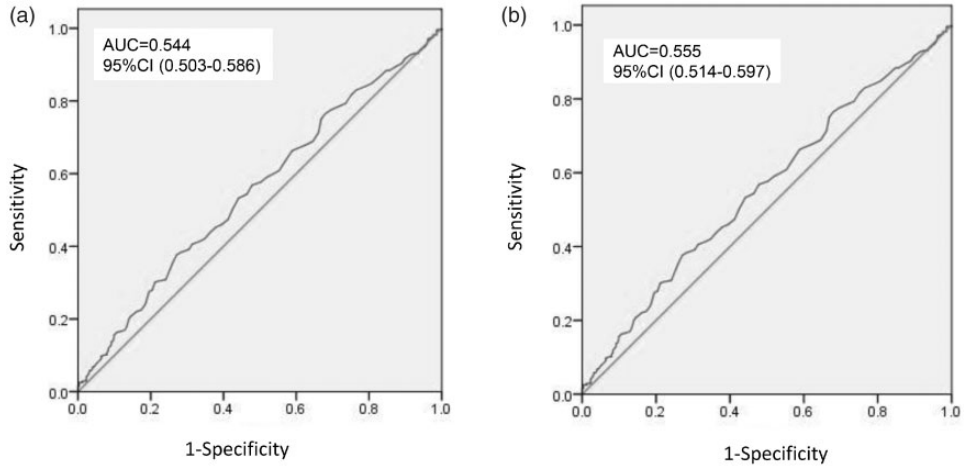 (a)
AUC=0.544
95%CI (0.503-0.586)
1.0
0.8
0.6
0.4
0.2
0.0
Sensitivity
0.0 0.2 0.4 0.6 0.8 1.0
1-Specificity
(b)
AUC=0.555
95%CI (0.514-0.597)
1.0
0.8
0.6
0.4
0.2
0.0
Sensitivity
0.0 0.2 0.4 0.6 0.8 1.0
1-Specificity